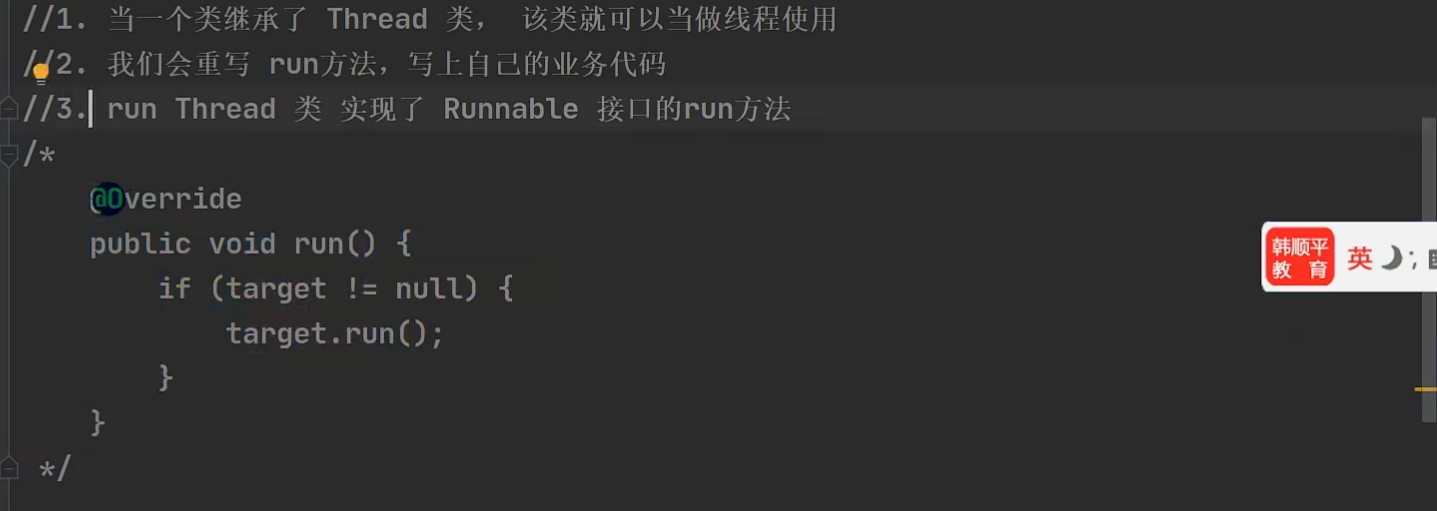 //1. 当一个类继承了 Thread 类， 该类就可以当做线程使用
//2. 我们会重写 run方法，写上自己的业务代码
//3. run Thread 类 实现了 Runnable 接口的run方法
/*
@Override
public void run() {
if (target != null) {
target.run();
}
}
*/
韩顺平
教 育
英